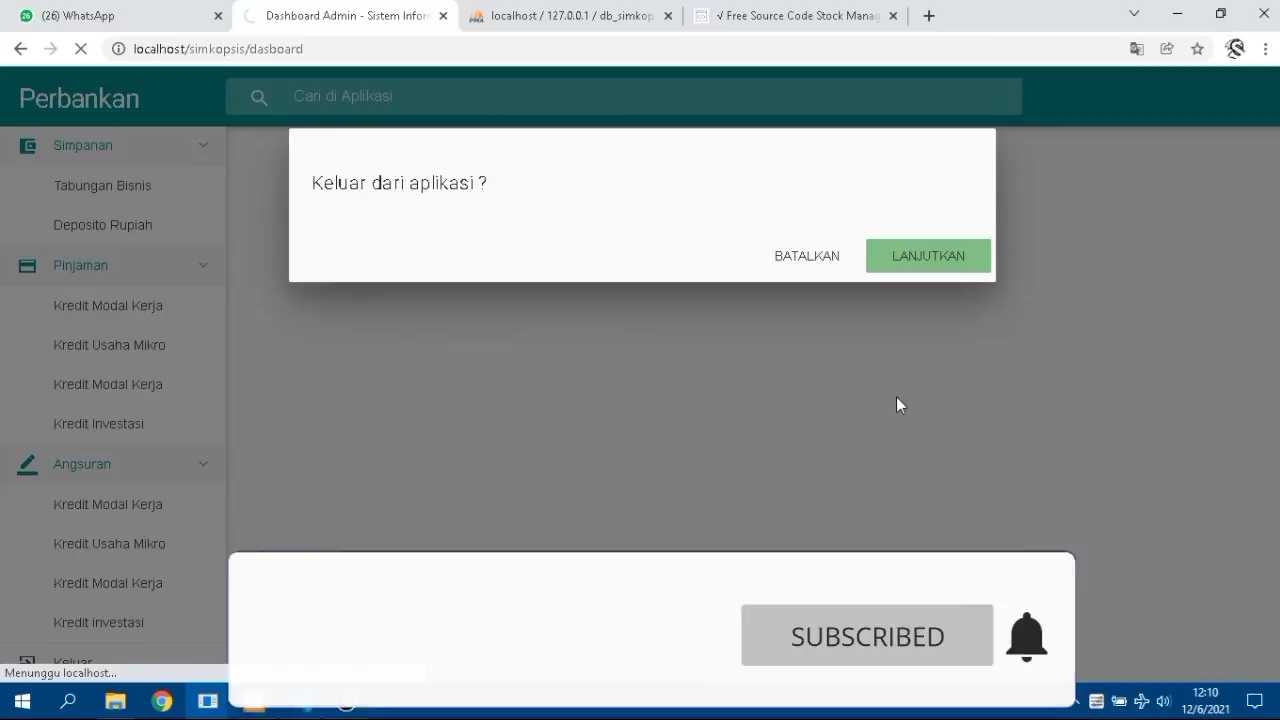 (26) WhatsApp
Dashboard Admin - Sistem Inforr
localhost / 127.0.0.1 / db_simkop
√ Free Source Code Stock Manag
localhost/simkopsis/dasboard
Perbankan
Cari di Aplikasi
Simpanan
Tabungan Bisnis
Deposito Rupiah
Pinjaman
Kredit Modal Kerja
Kredit Usaha Mikro
Kredit Modal Kerja
Kredit Investasi
Angsuran
Kredit Modal Kerja
Kredit Usaha Mikro
Kredit Modal Kerja
Kredit investasi
Keluar
Keluar dari aplikasi ?
BATALKAN
LANJUTKAN
SUBSCRIBED
Menunggu localhost...
12:10
12/6/2021